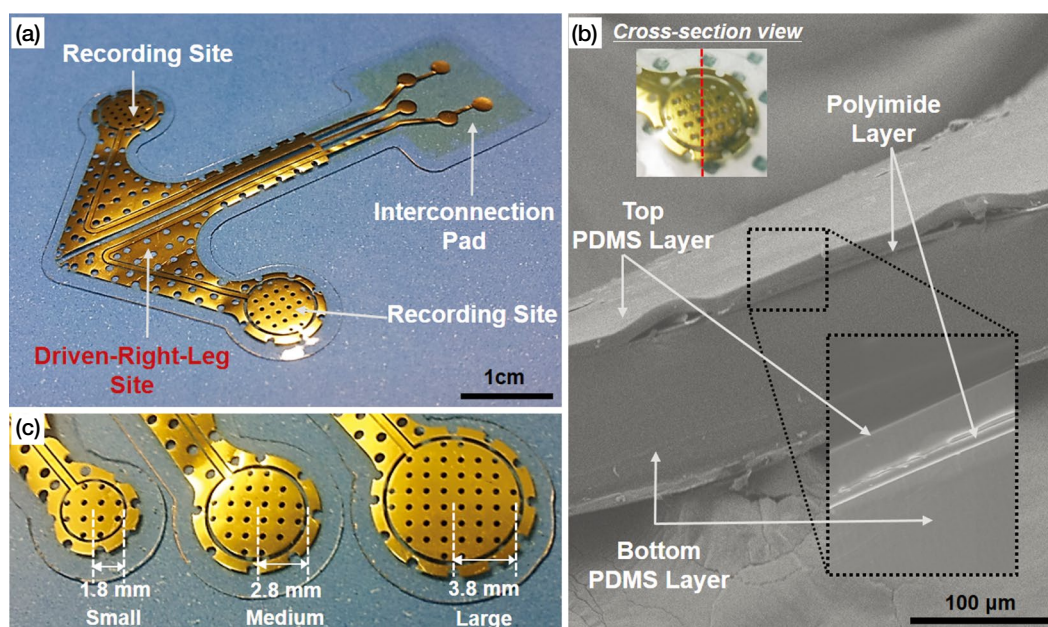 (a)
Recording Site
Interconnection
Pad
Recording Site
Driven-Right-Leg
Site
1cm
(b)
Cross-section view
Polyimide
Layer
Top
PDMS Layer
Bottom
PDMS Layer
100 µm
(c)
1.8 mm
2.8 mm
3.8 mm
Small
Medium
Large